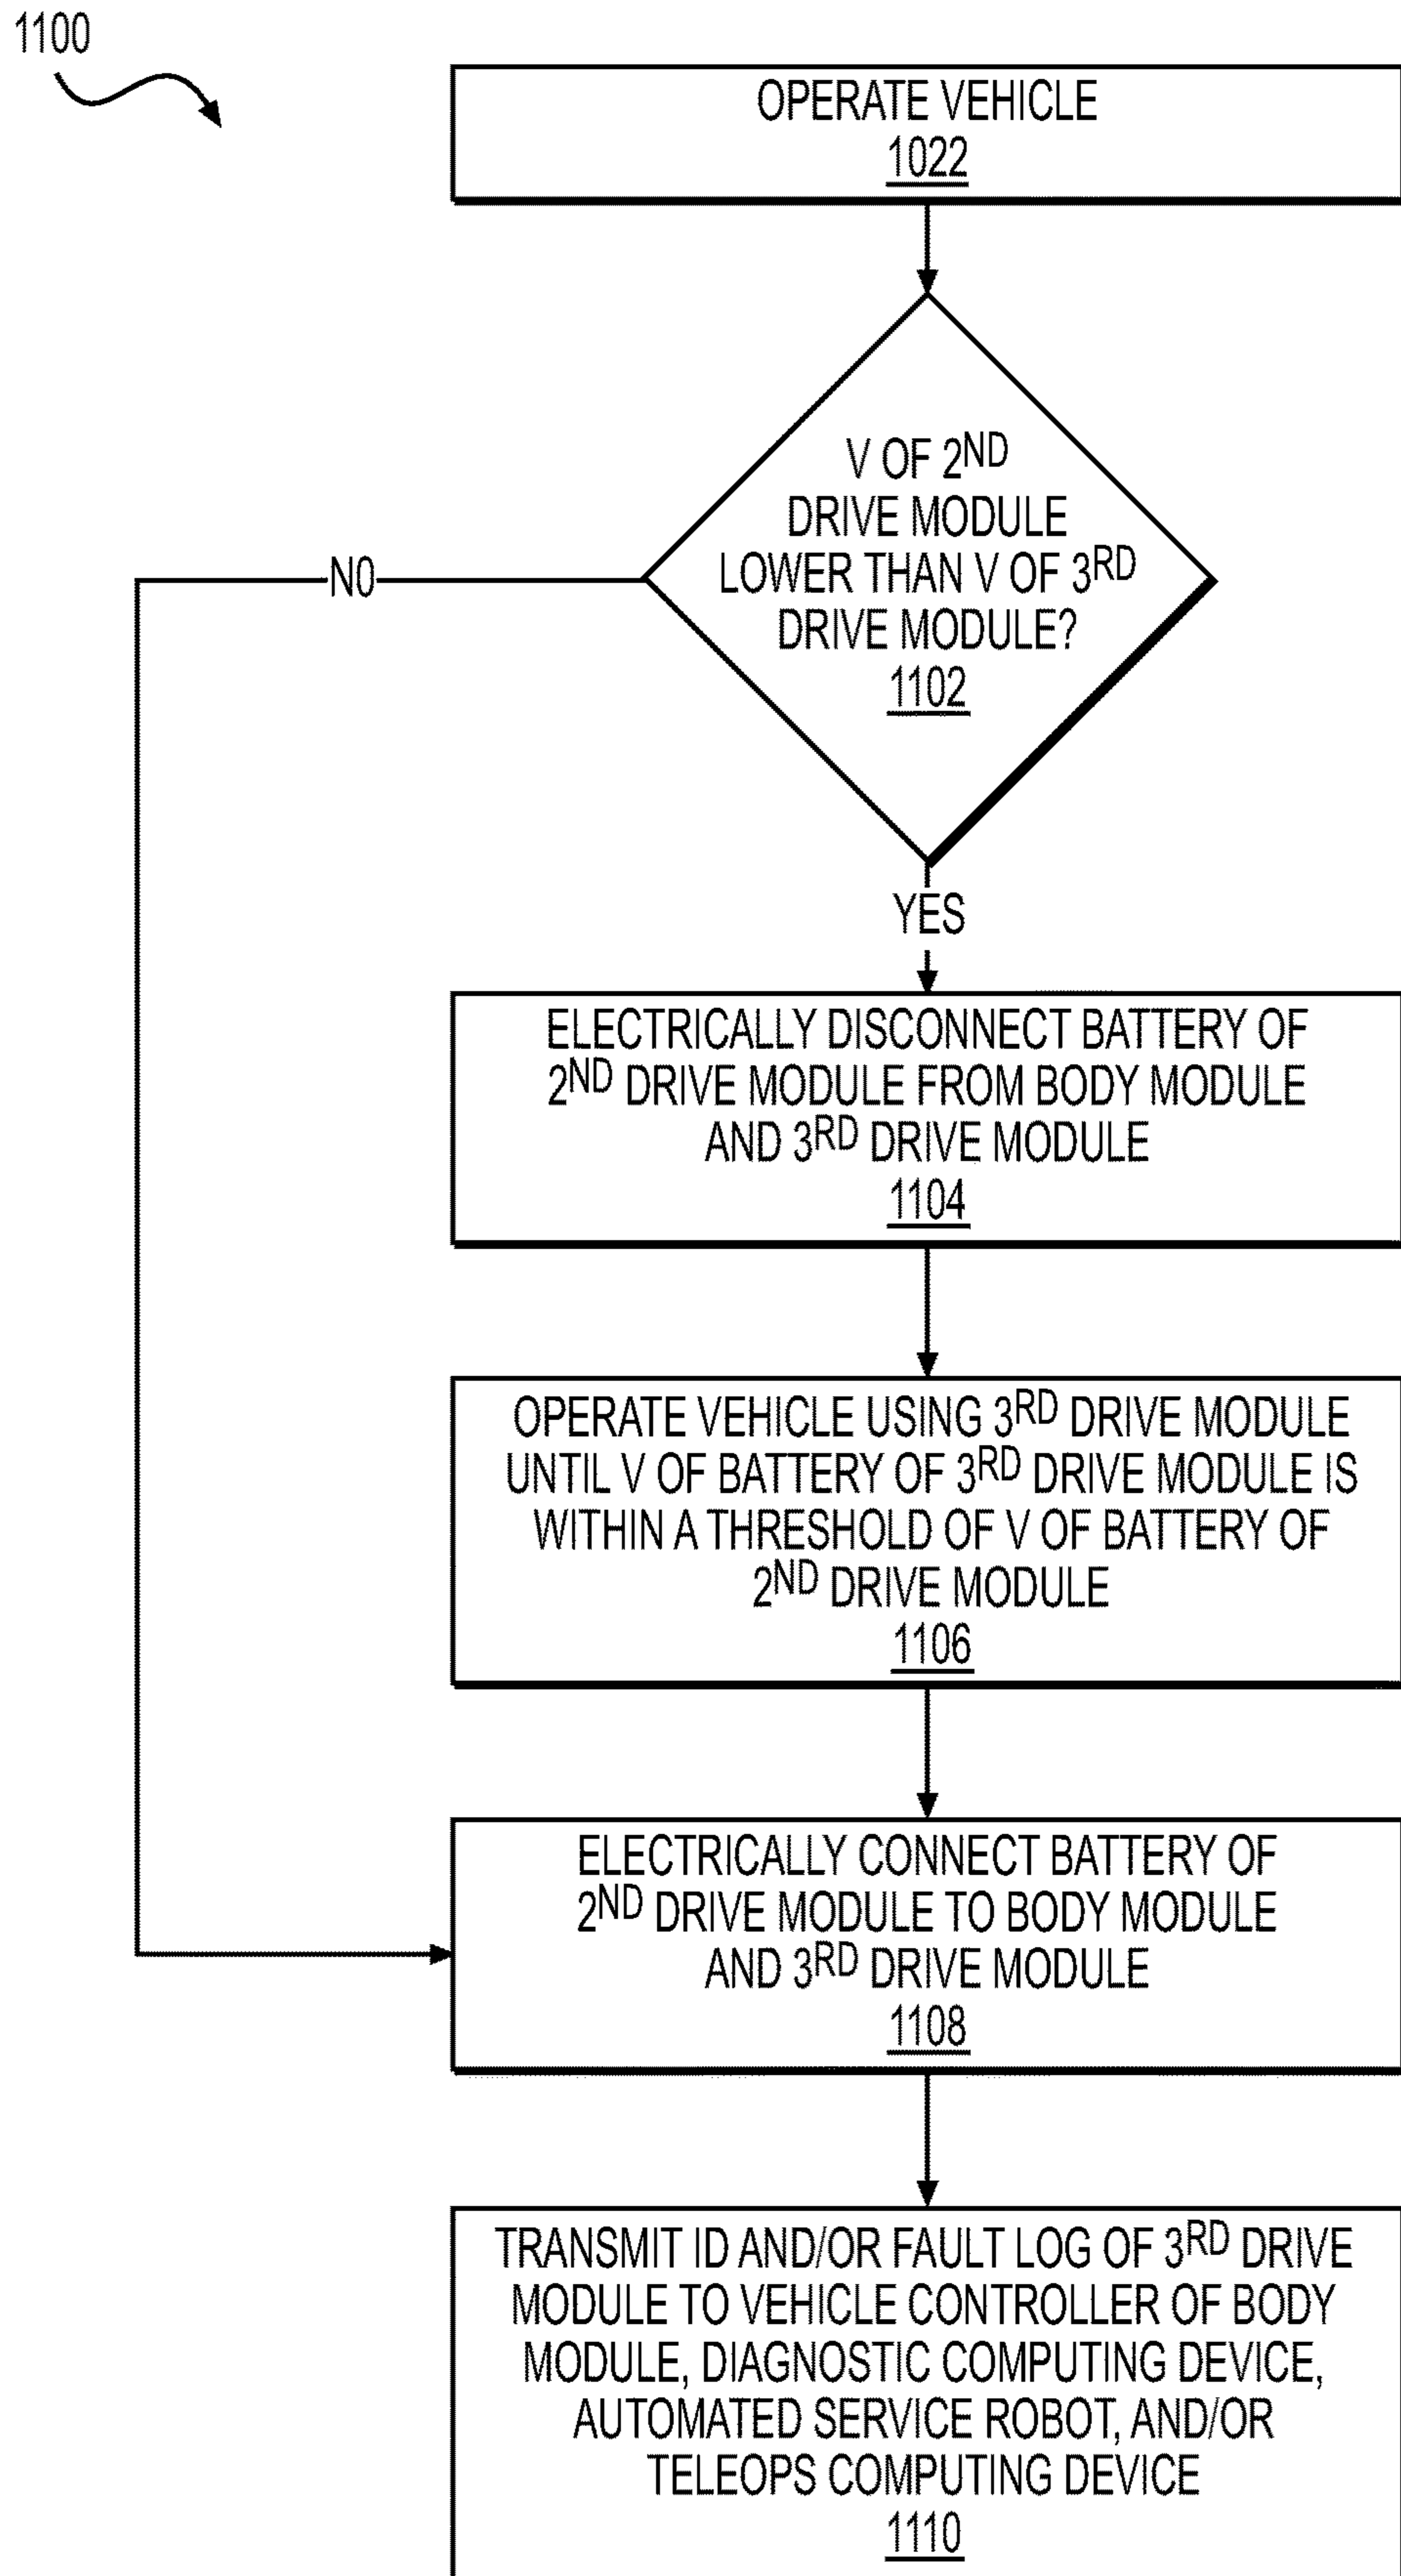 1100
OPERATE VEHICLE
1022
V OF 2ND
DRIVE MODULE
LOWER THAN V OF 3RD
DRIVE MODULE?
1102
NO
YES
ELECTRICALLY DISCONNECT BATTERY OF
2ND DRIVE MODULE FROM BODY MODULE
AND 3RD DRIVE MODULE
1104
OPERATE VEHICLE USING 3RD DRIVE MODULE
UNTIL V OF BATTERY OF 3RD DRIVE MODULE IS
WITHIN A THRESHOLD OF V OF BATTERY OF
2ND DRIVE MODULE
1106
ELECTRICALLY CONNECT BATTERY OF
2ND DRIVE MODULE TO BODY MODULE
AND 3RD DRIVE MODULE
1108
TRANSMIT ID AND/OR FAULT LOG OF 3RD DRIVE
MODULE TO VEHICLE CONTROLLER OF BODY
MODULE, DIAGNOSTIC COMPUTING DEVICE,
AUTOMATED SERVICE ROBOT, AND/OR
TELEOPS COMPUTING DEVICE
1110